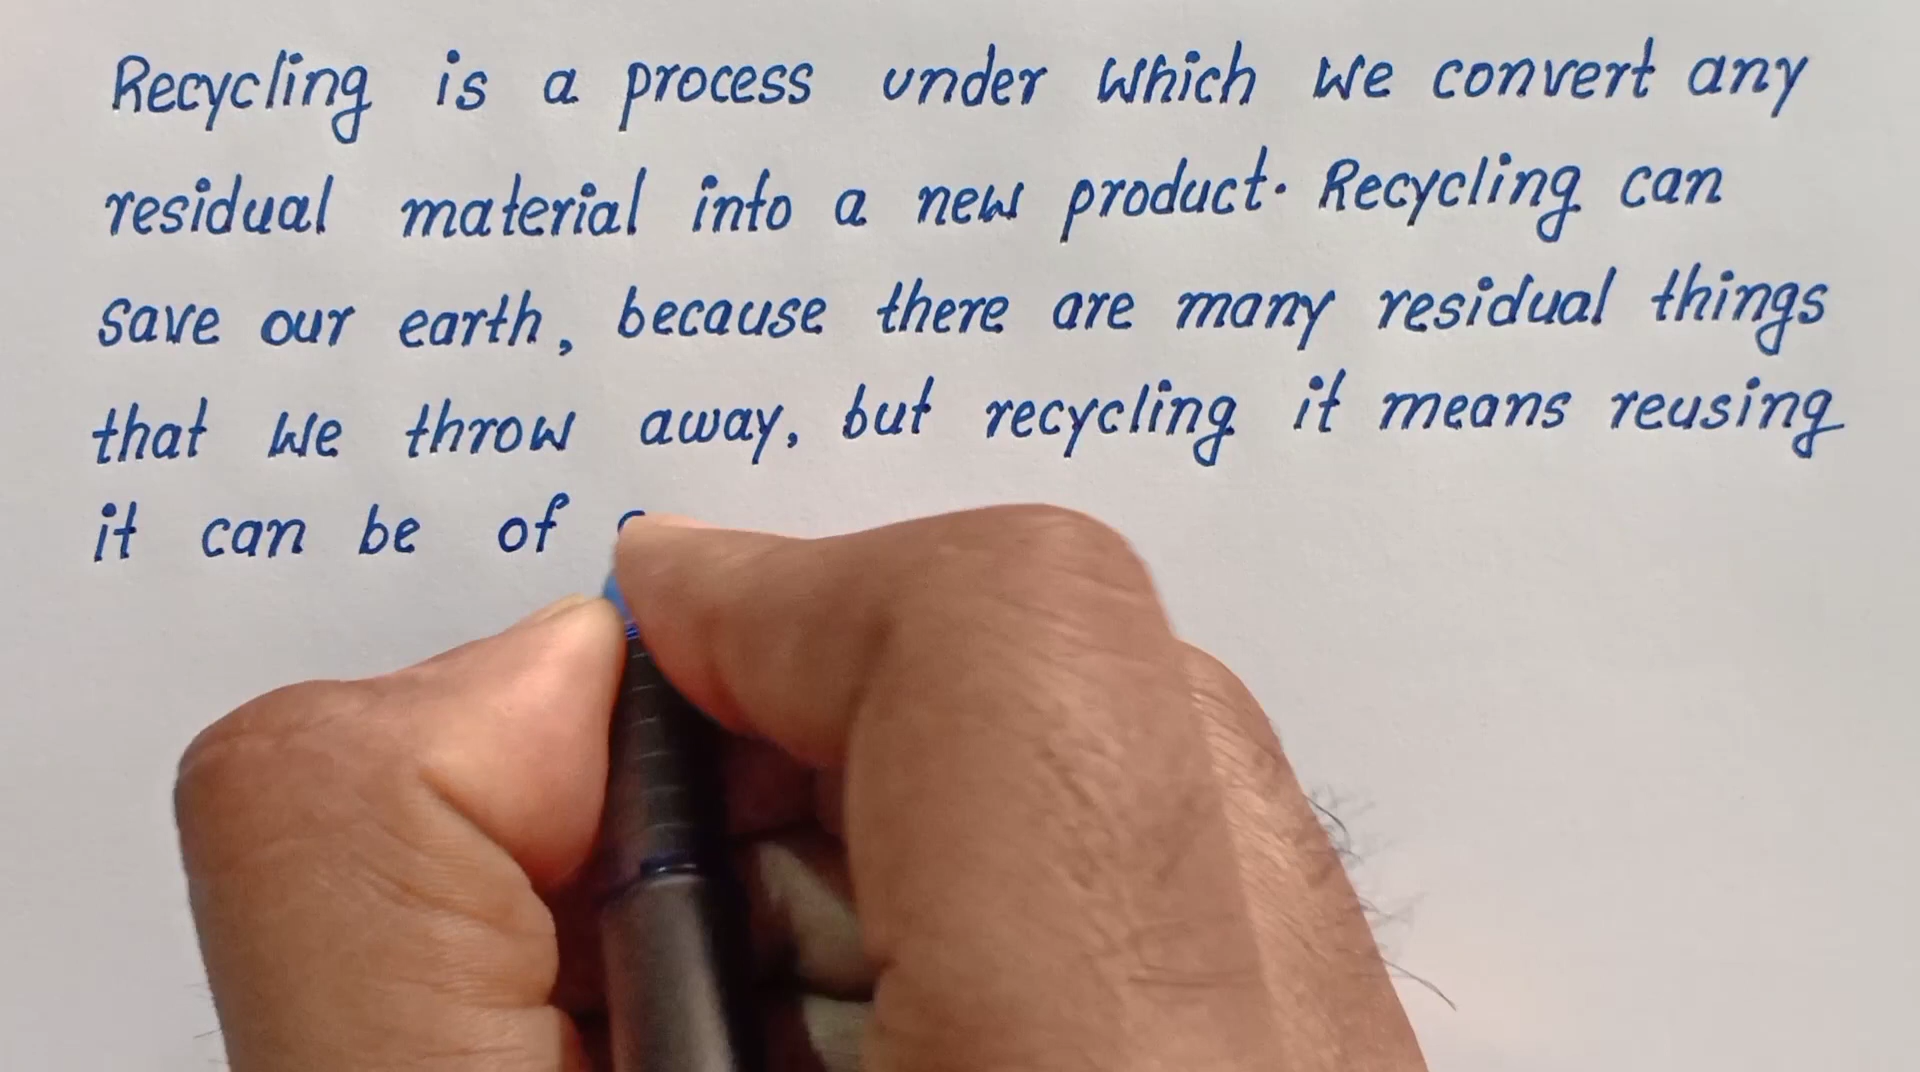 Recycling is a process under which we convert any
residual material into a new product. Recycling can
save our earth, because there are many residual things
that we throw away, but recycling it means reusing
it can be of